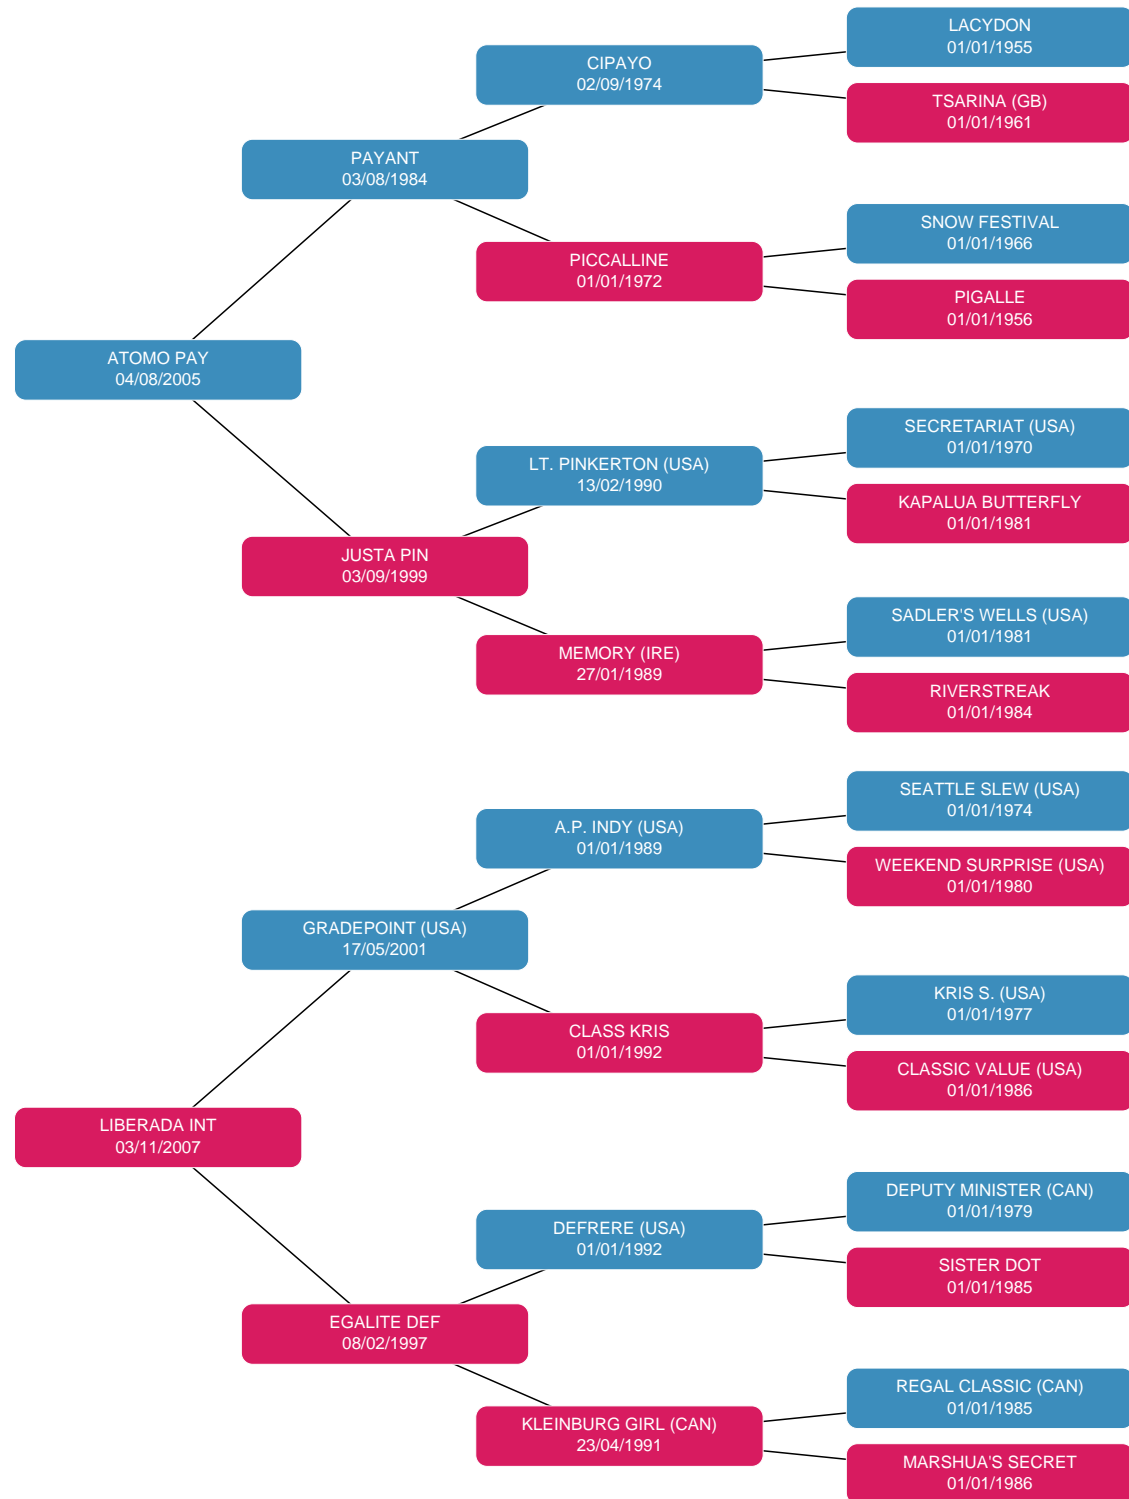 LACYDON
01/01/1955
CIPAYO
02/09/1974
TSARINA (GB)
01/01/1961
PAYANT
03/08/1984
SNOW FESTIVAL
01/01/1966
PICCALLINE
01/01/1972
PIGALLE
01/01/1956
ATOMO PAY
04/08/2005
SECRETARIAT (USA)
01/01/1970
LT. PINKERTON (USA)
13/02/1990
KAPALUA BUTTERFLY
01/01/1981
JUSTA PIN
03/09/1999
SADLER'S WELLS (USA)
01/01/1981
MEMORY (IRE)
27/01/1989
RIVERSTREAK
01/01/1984
SEATTLE SLEW (USA)
01/01/1974
A.P. INDY (USA)
01/01/1989
WEEKEND SURPRISE (USA)
01/01/1980
GRADEPOINT (USA)
17/05/2001
KRIS S. (USA)
01/01/1977
CLASS KRIS
01/01/1992
CLASSIC VALUE (USA)
01/01/1986
LIBERADA INT
03/11/2007
DEPUTY MINISTER (CAN)
01/01/1979
DEFRERE (USA)
01/01/1992
SISTER DOT
01/01/1985
EGALITE DEF
08/02/1997
REGAL CLASSIC (CAN)
01/01/1985
KLEINBURG GIRL (CAN)
23/04/1991
MARSHUA'S SECRET
01/01/1986